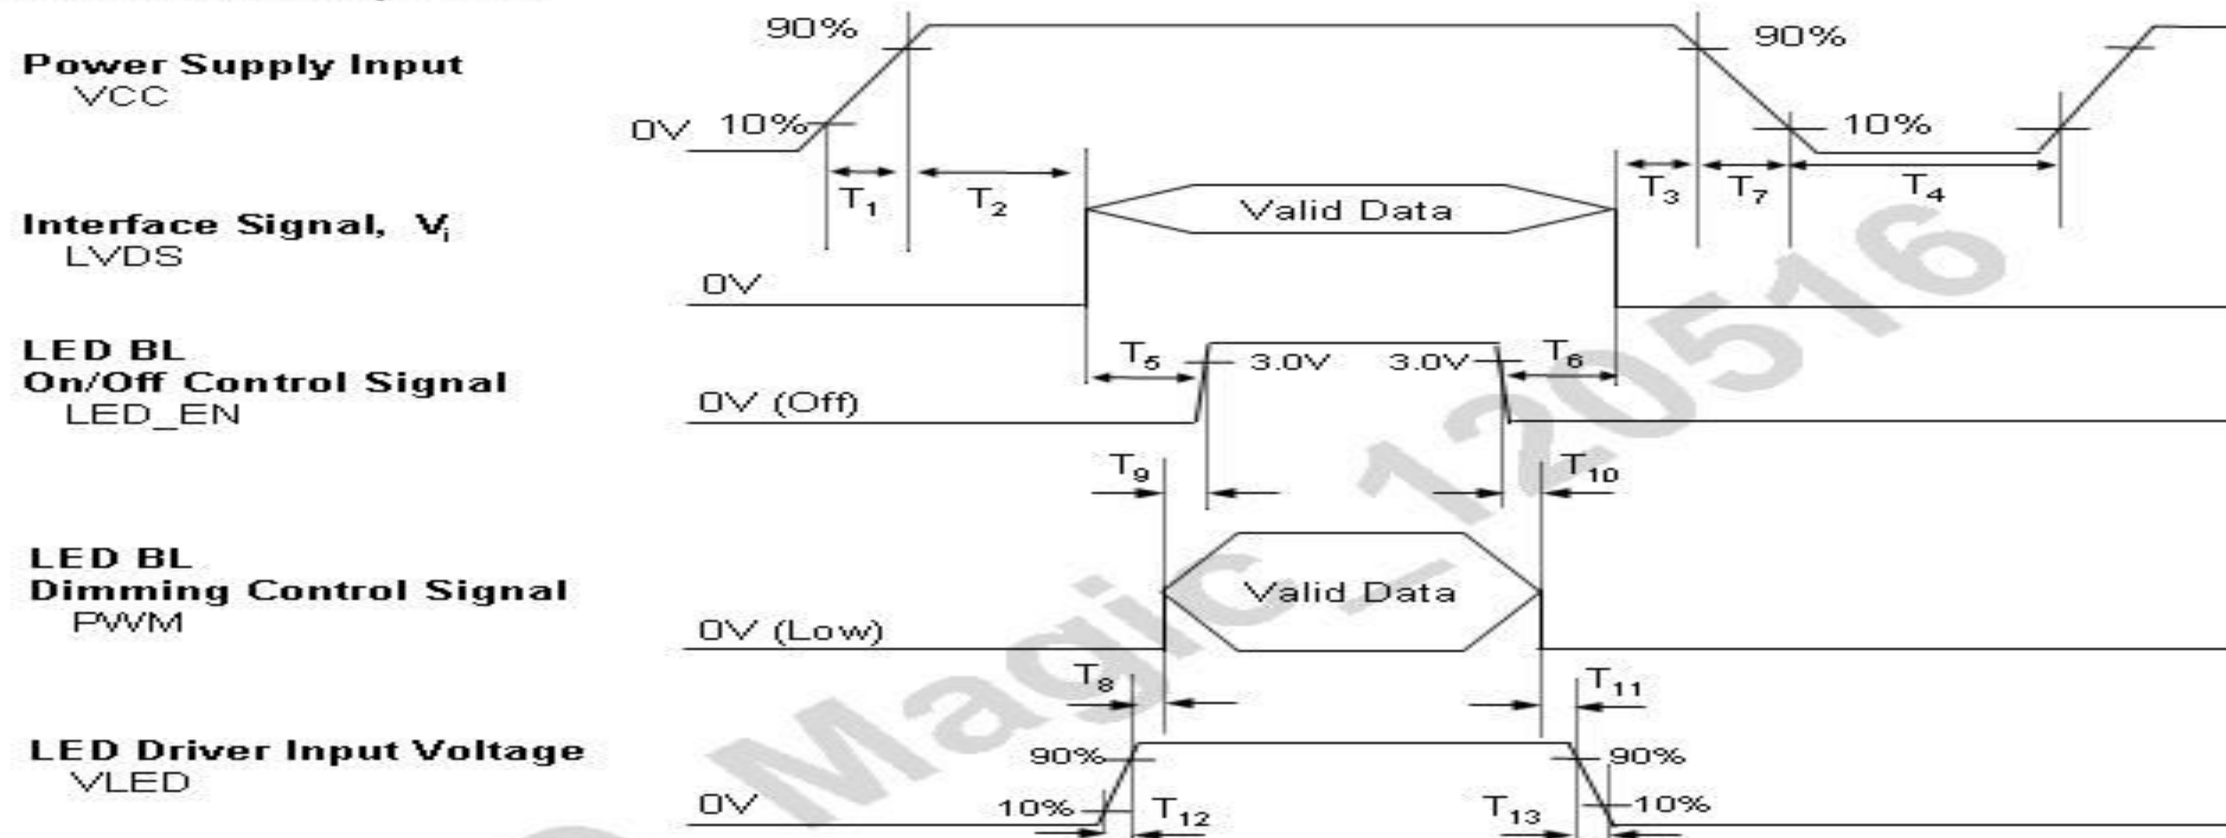 90%
90%
Power Supply Input
VCC
0V 10%
10%
T1
T2
T3
T7
T4
Valid Data
Interface Signal, Vi
LVDS
0V
LED BL
On/Off Control Signal
LED_EN
T5
3.0V
3.0V
T6
0V (Off)
T9
T10
LED BL
Dimming Control Signal
PWM
Valid Data
0V (Low)
T8
T11
LED Driver Input Voltage
VLED
90%
90%
0V
10%
T12
T13
10%
Magic_120516